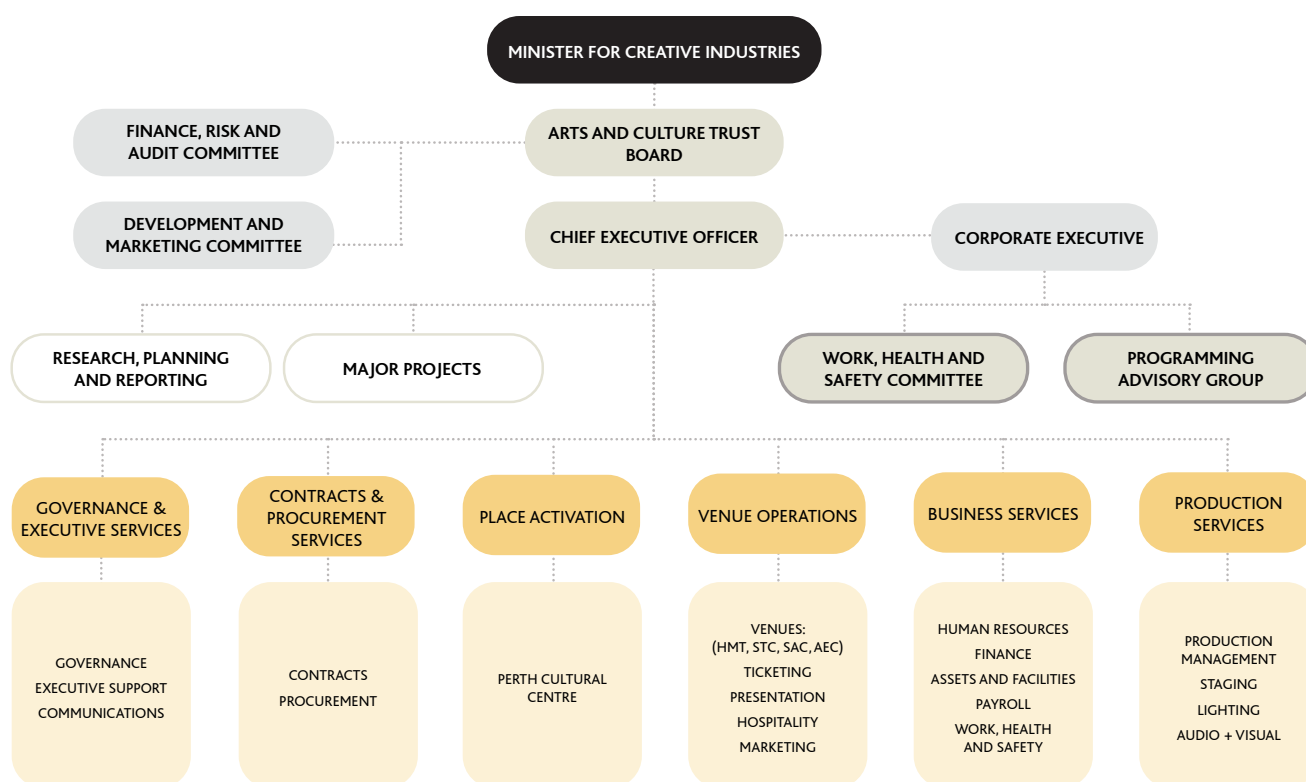 MINISTER FOR CREATIVE INDUSTRIES
FINANCE, RISK AND
AUDIT COMMITTEE
ARTS AND CULTURE TRUST
BOARD
DEVELOPMENT AND
MARKETING COMMITTEE
CHIEF EXECUTIVE OFFICER
CORPORATE EXECUTIVE
RESEARCH, PLANNING
AND REPORTING
MAJOR PROJECTS
WORK, HEALTH AND
SAFETY COMMITTEE
PROGRAMMING
ADVISORY GROUP
GOVERNANCE &
EXECUTIVE SERVICES
CONTRACTS &
PROCUREMENT
SERVICES
PLACE ACTIVATION
VENUE OPERATIONS
BUSINESS SERVICES
PRODUCTION
SERVICES
GOVERNANCE
EXECUTIVE SUPPORT
COMMUNICATIONS
CONTRACTS
PROCUREMENT
PERTH CULTURAL
CENTRE
VENUES:
(HMT, STC, SAC, AEC)
TICKETING
PRESENTATION
HOSPITALITY
MARKETING
HUMAN RESOURCES
FINANCE
ASSETS AND FACILITIES
PAYROLL
WORK, HEALTH
AND SAFETY
PRODUCTION
MANAGEMENT
STAGING
LIGHTING
AUDIO + VISUAL